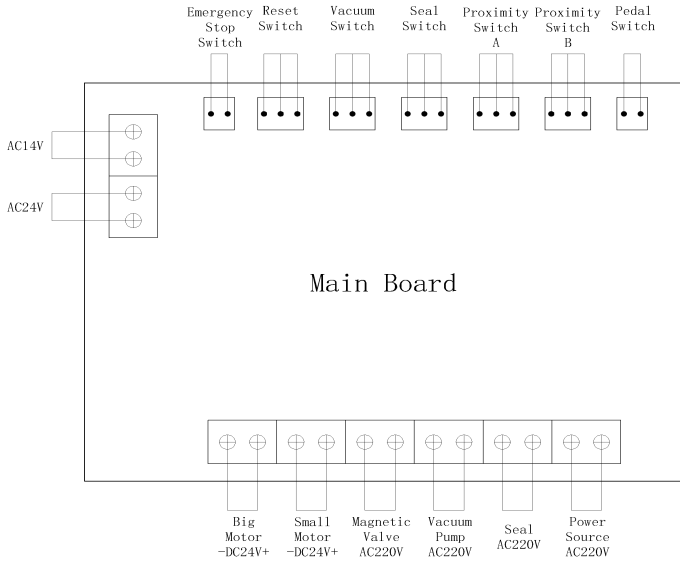 Emergency
Stop
Switch
Reset
Switch
Vacuum
Switch
Seal
Switch
Proximity
Switch
A
Proximity
Switch
B
Pedal
Switch
AC14V
AC24V
Main Board
Big
Motor
-DC24V+
Small
Motor
-DC24V+
Magnetic
Valve
AC220V
Vacuum
Pump
AC220V
Seal
AC220V
Power
Source
AC220V